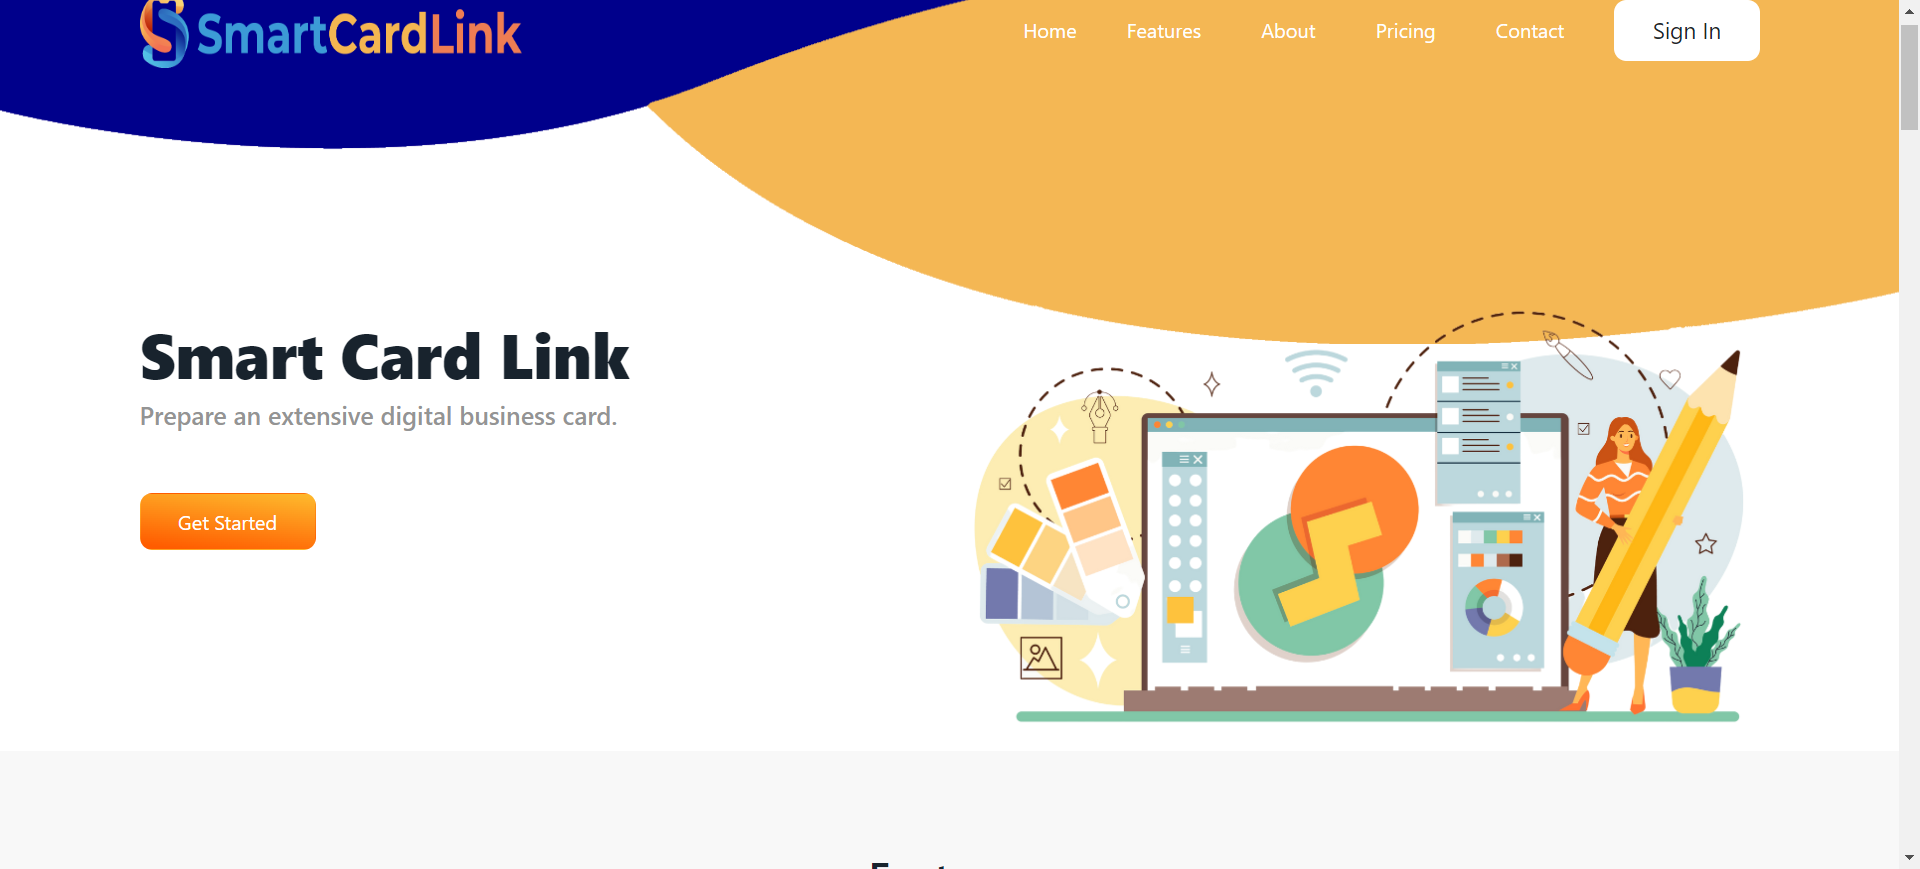 SmartCardLink
Home Features About Pricing Contact Sign In
Smart Card Link
Prepare an extensive digital business card.
Get Started